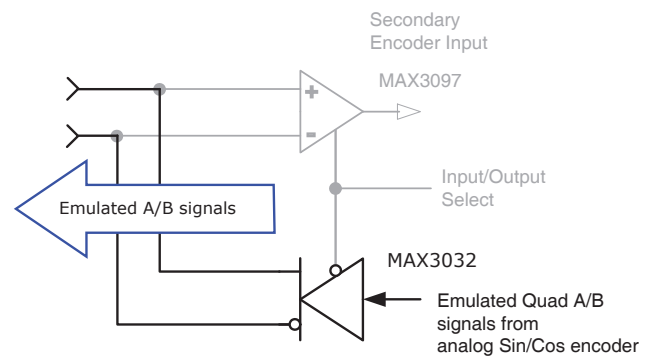 Secondary
Encoder Input
MAX3097
+
-
Input/Output
Select
Emulated A/B signals
MAX3032
Emulated Quad A/B
signals from
analog Sin/Cos encoder